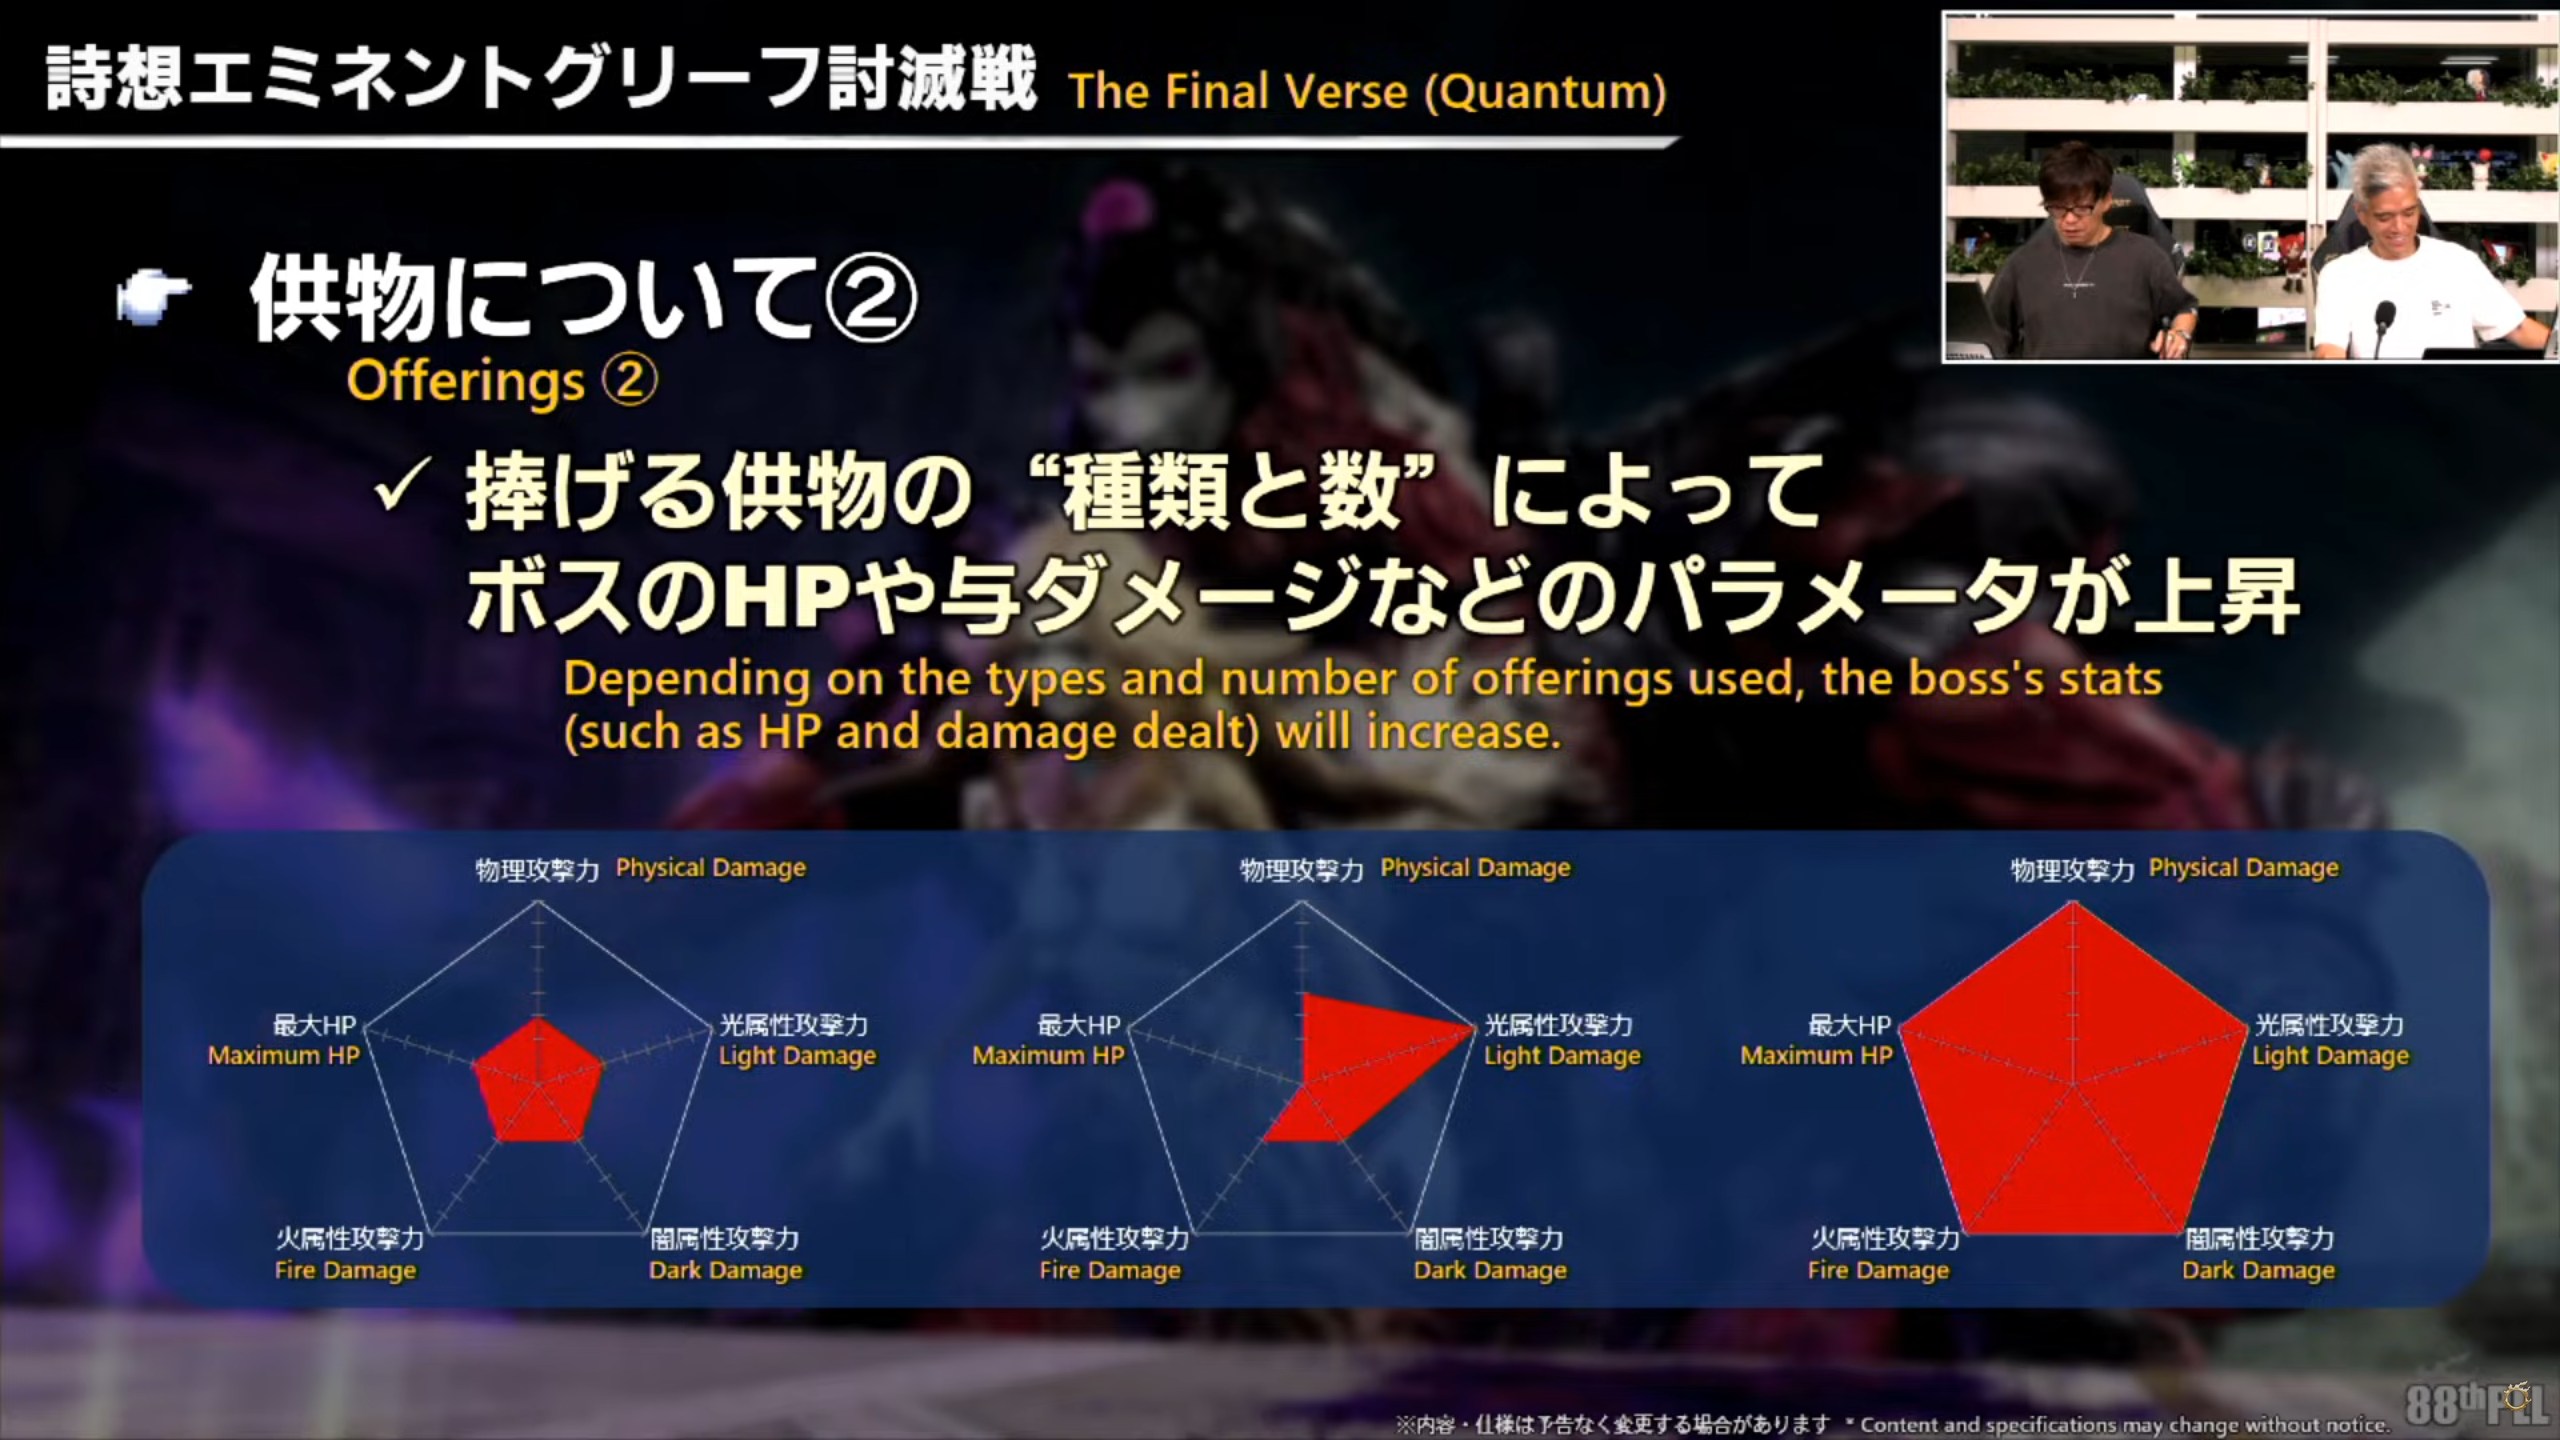 詩想エミネントグリーフ討滅戦 The Final Verse (Quantum)
供物について②
Offerings ②
✓ 捧げる供物の “種類と数” によって
ボスのHPや与ダメージなどのパラメータが上昇
Depending on the types and number of offerings used, the boss's stats
(such as HP and damage dealt) will increase.
物理攻撃力 Physical Damage
最大HP
Maximum HP
光属性攻撃力
Light Damage
火属性攻撃力
Fire Damage
闇属性攻撃力
Dark Damage
物理攻撃力 Physical Damage
最大HP
Maximum HP
光属性攻撃力
Light Damage
火属性攻撃力
Fire Damage
闇属性攻撃力
Dark Damage
物理攻撃力 Physical Damage
最大HP
Maximum HP
光属性攻撃力
Light Damage
火属性攻撃力
Fire Damage
闇属性攻撃力
Dark Damage
※内容・仕様は予告なく変更する場合があります * Content and specifications may change without notice.
88thPLL